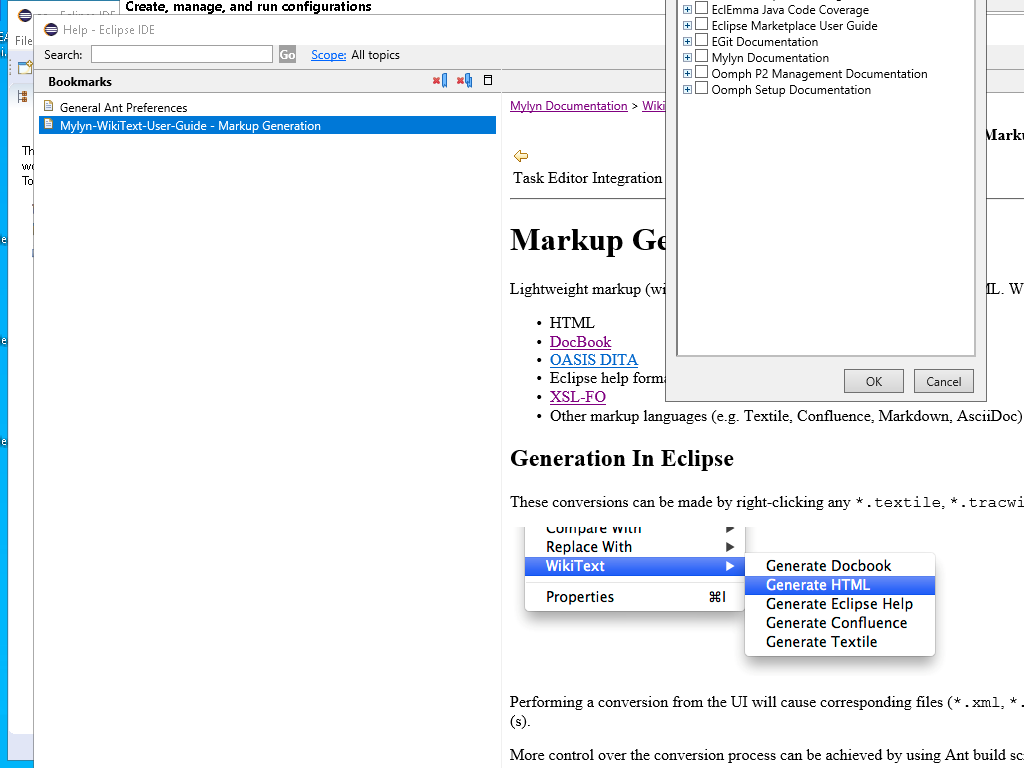 Create, manage, and run configurations
Eclipse IDE
File
Help - Eclipse IDE
Search:
Go
Scope:
All topics
Bookmarks
General Ant Preferences
Mylyn-WikiText-User-Guide - Markup Generation
EclEmma Java Code Coverage
Eclipse Marketplace User Guide
EGit Documentation
Mylyn Documentation
Oomph P2 Management Documentation
Oomph Setup Documentation
OK
Cancel
Mylyn Documentation > Wiki
Mark
Task Editor Integration
Markup Ge
Lightweight markup (wi
ML. W
• HTML
• DocBook
• OASIS DITA
• Eclipse help forma
• XSL-FO
• Other markup languages (e.g. Textile, Confluence, Markdown, AsciiDoc)
Generation In Eclipse
These conversions can be made by right-clicking any *.textile, *.tracwi
Compare With
Replace With
WikiText
Properties ⌘I
Generate Docbook
Generate HTML
Generate Eclipse Help
Generate Confluence
Generate Textile
Performing a conversion from the UI will cause corresponding files (*.xml, *.
(s).
More control over the conversion process can be achieved by using Ant build sc